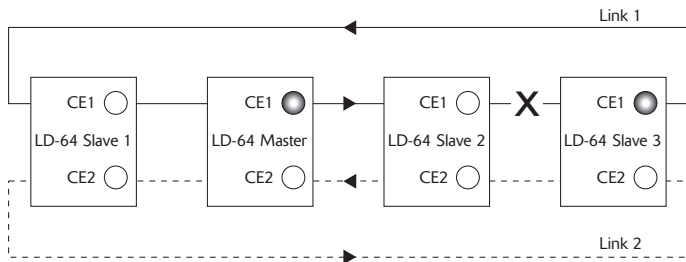 Link 1
CE1 CE1 CE1 X CE1
LD-64 Slave 1 LD-64 Master LD-64 Slave 2 LD-64 Slave 3
CE2 CE2 CE2 CE2
Link 2